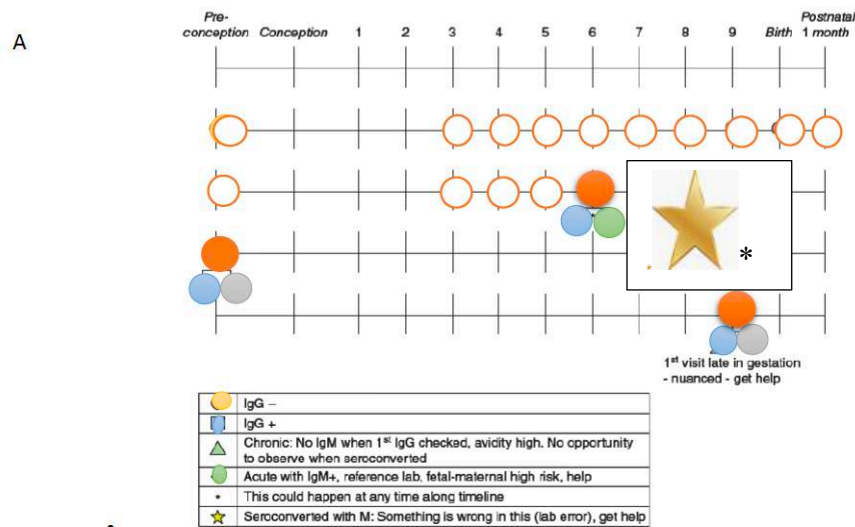 A
Pre-
conception Conception 1 2 3 4 5 6 7 8 9 Birth Postnatal
1 month
*
*
1st visit late in gestation
- nuanced - get help
IgG –
IgG +
Chronic: No IgM when 1st IgG checked, avidity high. No opportunity
to observe when seroconverted
Acute with IgM+, reference lab, fetal-maternal high risk, help
* This could happen at any time along timeline
Seroconverted with M: Something is wrong in this (lab error), get help